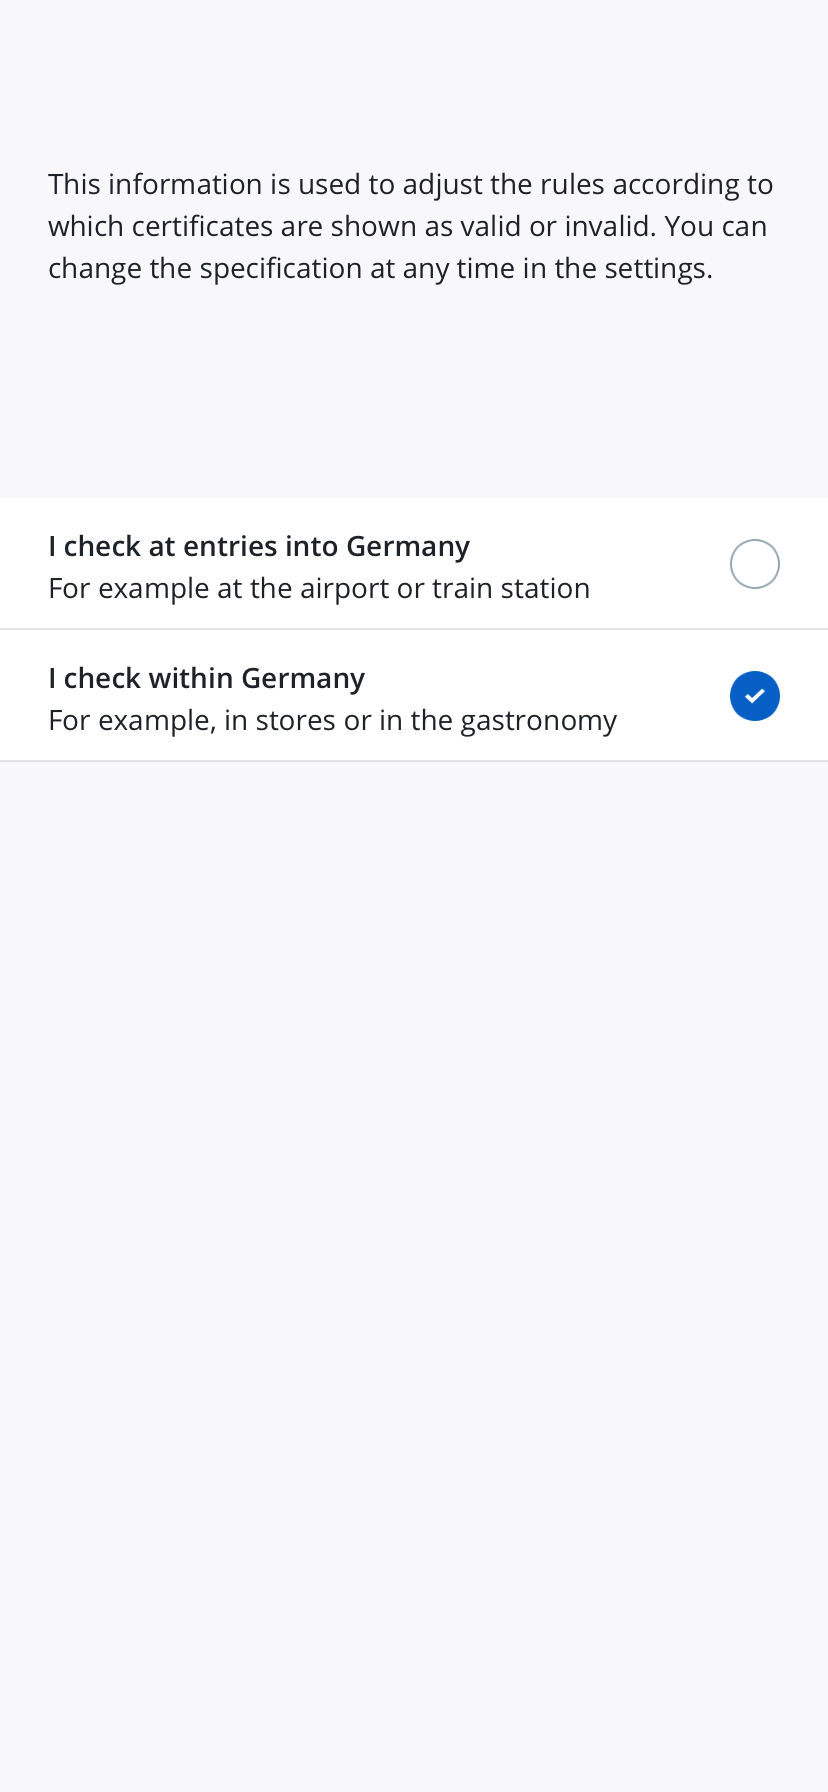 This information is used to adjust the rules according to
which certificates are shown as valid or invalid. You can
change the specification at any time in the settings.
I check at entries into Germany
For example at the airport or train station
I check within Germany
For example, in stores or in the gastronomy